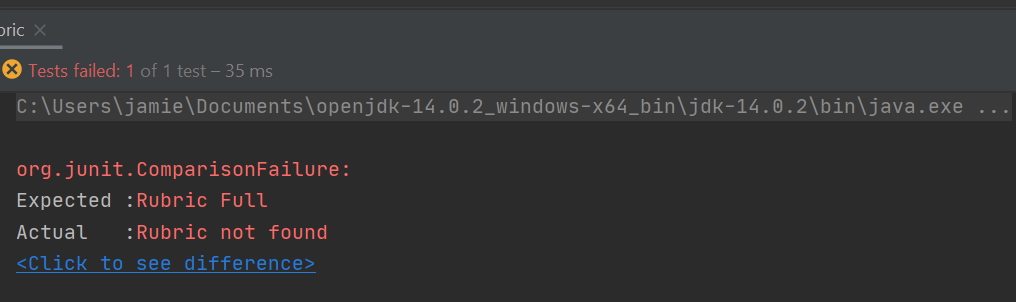 bric ×
Tests failed: 1 of 1 test – 35 ms
C:\Users\jamie\Documents\openjdk-14.0.2_windows-x64_bin\jdk-14.0.2\bin\java.exe ...
org.junit.ComparisonFailure:
Expected :Rubric Full
Actual   :Rubric not found
<Click to see difference>